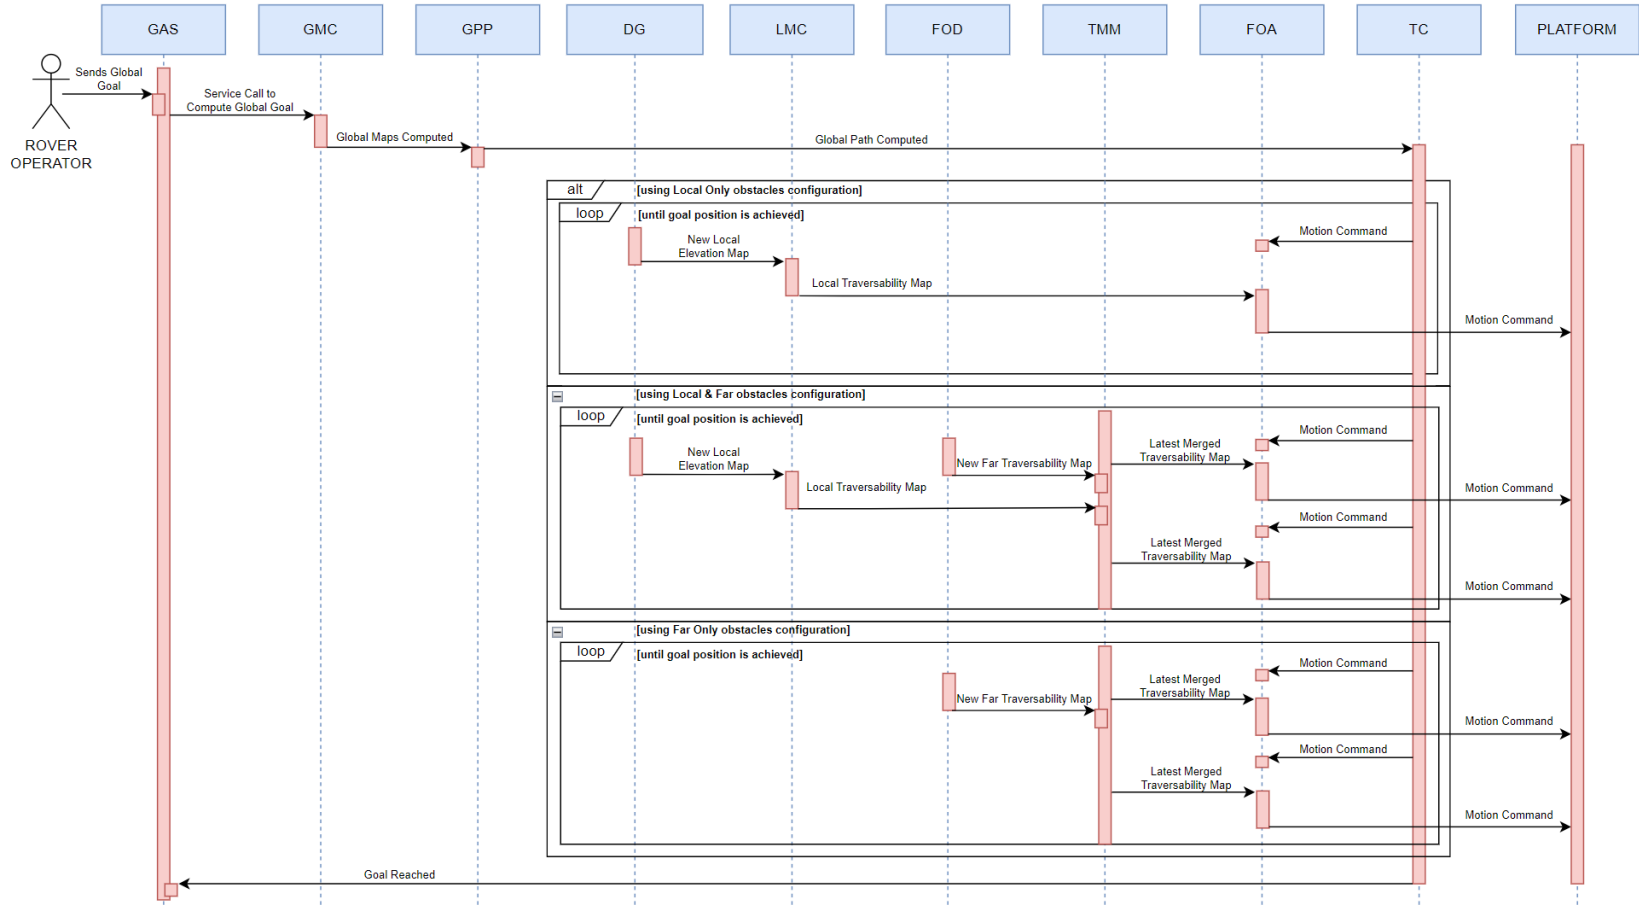 GAS
GMC
GPP
DG
LMC
FOD
TMM
FOA
TC
PLATFORM
Sends Global
Goal
Service Call to
Compute Global Goal
ROVER
OPERATOR
Global Maps Computed
Global Path Computed
alt
[using Local Only obstacles configuration]
loop
[until goal position is achieved]
Motion Command
New Local
Elevation Map
Local Traversability Map
Motion Command
[using Local & Far obstacles configuration]
loop
[until goal position is achieved]
Motion Command
New Local
Elevation Map
New Far Traversability Map
Latest Merged
Traversability Map
Local Traversability Map
Motion Command
Motion Command
Latest Merged
Traversability Map
Motion Command
[using Far Only obstacles configuration]
loop
[until goal position is achieved]
Motion Command
New Far Traversability Map
Latest Merged
Traversability Map
Motion Command
Motion Command
Latest Merged
Traversability Map
Motion Command
Goal Reached